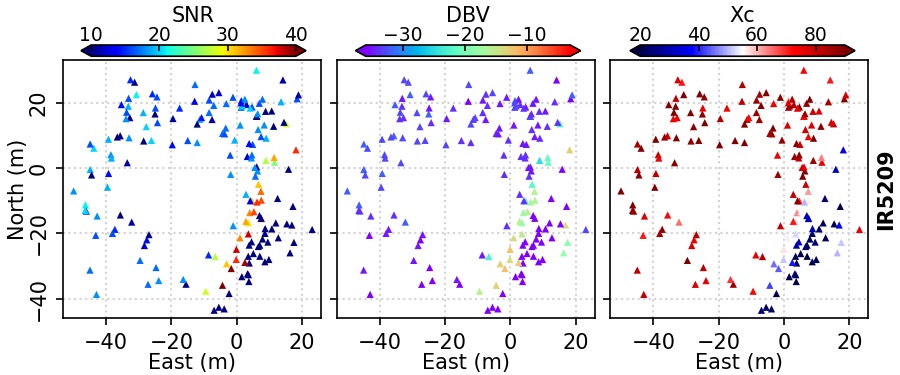 SNR DBV Xc
10 20 30 40 −30 −20 −10 20 40 60 80
20
0
−20
−40
North (m)
IR5209
−40 −20 0 20 −40 −20 0 20 −40 −20 0 20
East (m) East (m) East (m)